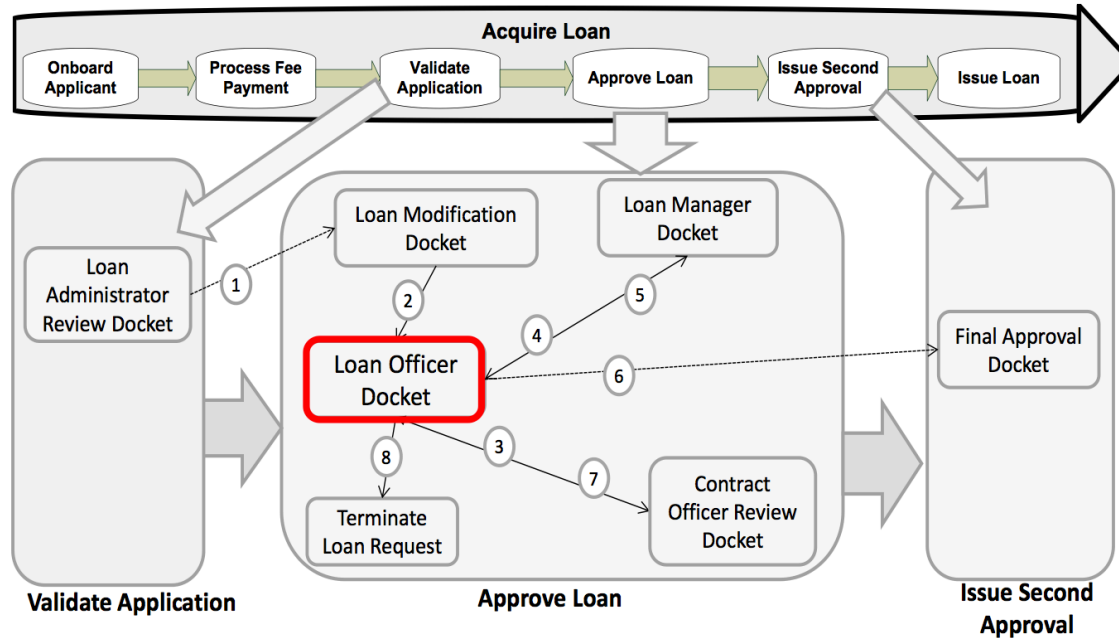 Acquire Loan
Onboard
Applicant
Process Fee
Payment
Validate
Application
Approve Loan
Issue Second
Approval
Issue Loan
Loan
Administrator
Review Docket
1
Loan Modification
Docket
2
Loan Manager
Docket
5
4
Loan Officer
Docket
6
Final Approval
Docket
8
3
7
Terminate
Loan Request
Contract
Officer Review
Docket
Validate Application
Approve Loan
Issue Second
Approval